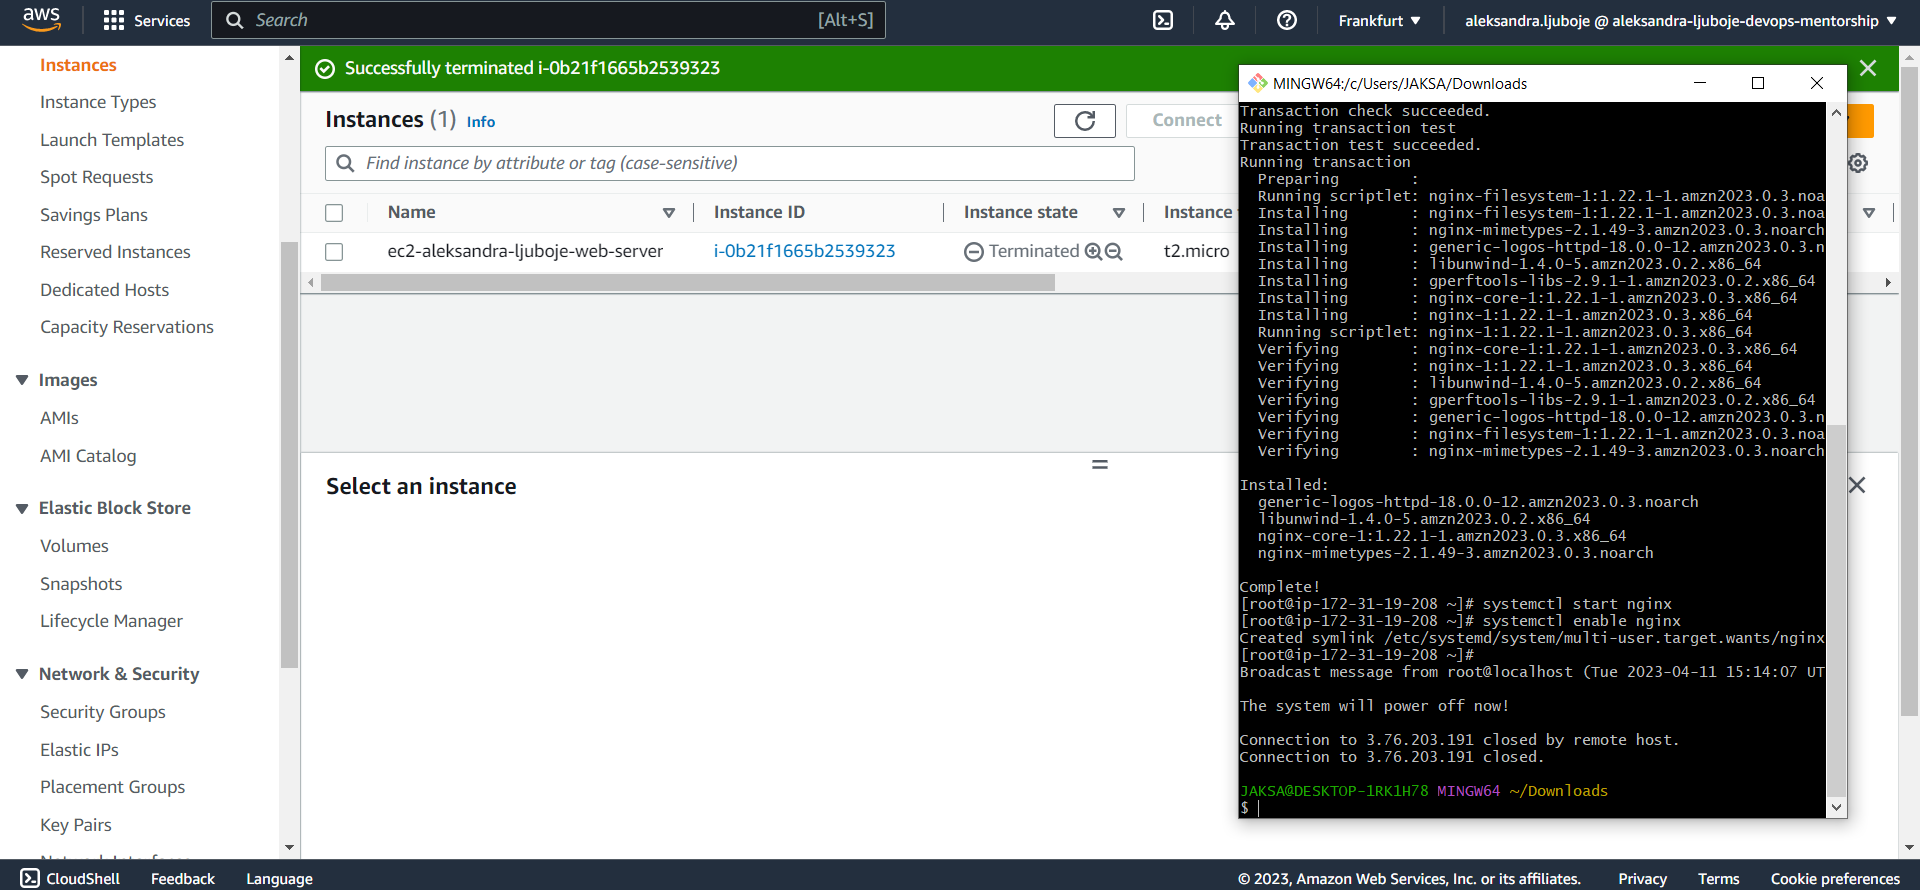 aws
Services
Search [Alt+S]
Frankfurt
aleksandra.ljuboje @ aleksandra-ljuboje-devops-mentorship
Instances
Instance Types
Launch Templates
Spot Requests
Savings Plans
Reserved Instances
Dedicated Hosts
Capacity Reservations
Images
AMIs
AMI Catalog
Elastic Block Store
Volumes
Snapshots
Lifecycle Manager
Network & Security
Security Groups
Elastic IPs
Placement Groups
Key Pairs
Successfully terminated i-0b21f1665b2539323
Instances (1) Info
Connect
Find instance by attribute or tag (case-sensitive)
Name Instance ID Instance state Instance
ec2-aleksandra-ljuboje-web-server i-0b21f1665b2539323 Terminated t2.micro
Select an instance
MINGW64:/c/Users/JAKSA/Downloads
Transaction check succeeded.
Running transaction test
Transaction test succeeded.
Running transaction
Preparing :
Running scriptlet: nginx-filesystem-1:1.22.1-1.amzn2023.0.3.noa
Installing : nginx-filesystem-1:1.22.1-1.amzn2023.0.3.noa
Installing : nginx-mimetypes-2.1.49-3.amzn2023.0.3.noarch
Installing : generic-logos-httpd-18.0.0-12.amzn2023.0.3.n
Installing : libunwind-1.4.0-5.amzn2023.0.2.x86_64
Installing : gperftools-libs-2.9.1-1.amzn2023.0.2.x86_64
Installing : nginx-core-1:1.22.1-1.amzn2023.0.3.x86_64
Installing : nginx-1:1.22.1-1.amzn2023.0.3.x86_64
Running scriptlet: nginx-1:1.22.1-1.amzn2023.0.3.x86_64
Verifying : nginx-core-1:1.22.1-1.amzn2023.0.3.x86_64
Verifying : nginx-1:1.22.1-1.amzn2023.0.3.x86_64
Verifying : libunwind-1.4.0-5.amzn2023.0.2.x86_64
Verifying : gperftools-libs-2.9.1-1.amzn2023.0.2.x86_64
Verifying : generic-logos-httpd-18.0.0-12.amzn2023.0.3.n
Verifying : nginx-filesystem-1:1.22.1-1.amzn2023.0.3.noa
Verifying : nginx-mimetypes-2.1.49-3.amzn2023.0.3.noarch
Installed:
generic-logos-httpd-18.0.0-12.amzn2023.0.3.noarch
libunwind-1.4.0-5.amzn2023.0.2.x86_64
nginx-core-1:1.22.1-1.amzn2023.0.3.x86_64
nginx-mimetypes-2.1.49-3.amzn2023.0.3.noarch
Complete!
[root@ip-172-31-19-208 ~]# systemctl start nginx
[root@ip-172-31-19-208 ~]# systemctl enable nginx
Created symlink /etc/systemd/system/multi-user.target.wants/nginx
[root@ip-172-31-19-208 ~]#
Broadcast message from root@localhost (Tue 2023-04-11 15:14:07 UT
The system will power off now!
Connection to 3.76.203.191 closed by remote host.
Connection to 3.76.203.191 closed.
JAKSA@DESKTOP-1RK1H78 MINGW64 ~/Downloads
$
CloudShell Feedback Language
© 2023, Amazon Web Services, Inc. or its affiliates. Privacy Terms Cookie preferences